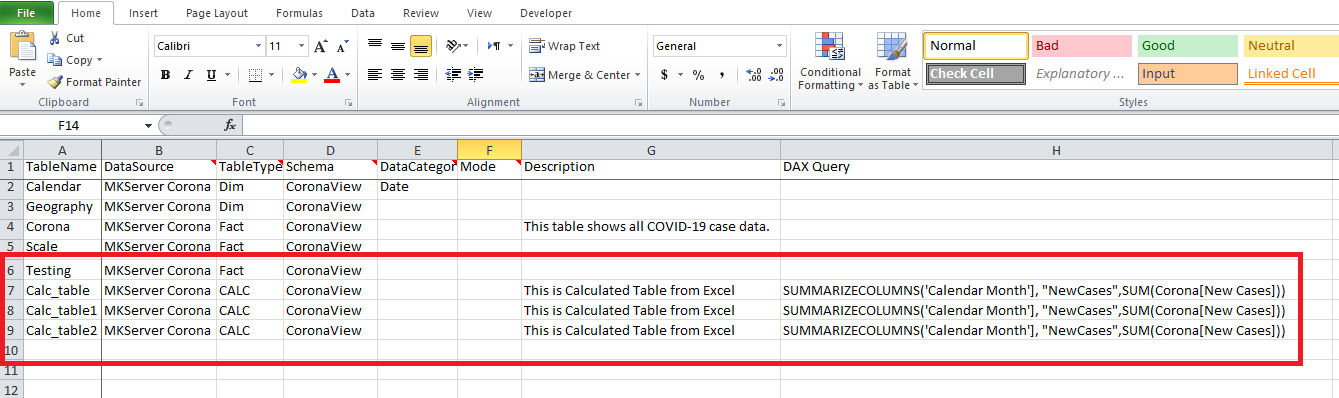 File Home Insert Page Layout Formulas Data Review View Developer
Cut
Copy
Format Painter
Paste
Clipboard
Calibri 11
B I U A A A
Font
Wrap Text
Merge & Center
Alignment
General
$ % , .00 .0 .00
Number
Conditional Formatting
Format as Table
Normal Bad Good Neutral
Check Cell Explanatory ... Input Linked Cell
Styles
F14 fx
A B C D E F G H
1 TableName DataSource TableType Schema DataCategor Mode Description DAX Query
2 Calendar MKServer Corona Dim CoronaView Date
3 Geography MKServer Corona Dim CoronaView
4 Corona MKServer Corona Fact CoronaView This table shows all COVID-19 case data.
5 Scale MKServer Corona Fact CoronaView
6 Testing MKServer Corona Fact CoronaView
7 Calc_table MKServer Corona CALC CoronaView This is Calculated Table from Excel SUMMARIZECOLUMNS('Calendar Month'], "NewCases",SUM(Corona[New Cases]))
8 Calc_table1 MKServer Corona CALC CoronaView This is Calculated Table from Excel SUMMARIZECOLUMNS('Calendar Month'], "NewCases",SUM(Corona[New Cases]))
9 Calc_table2 MKServer Corona CALC CoronaView This is Calculated Table from Excel SUMMARIZECOLUMNS('Calendar Month'], "NewCases",SUM(Corona[New Cases]))
10
11
12